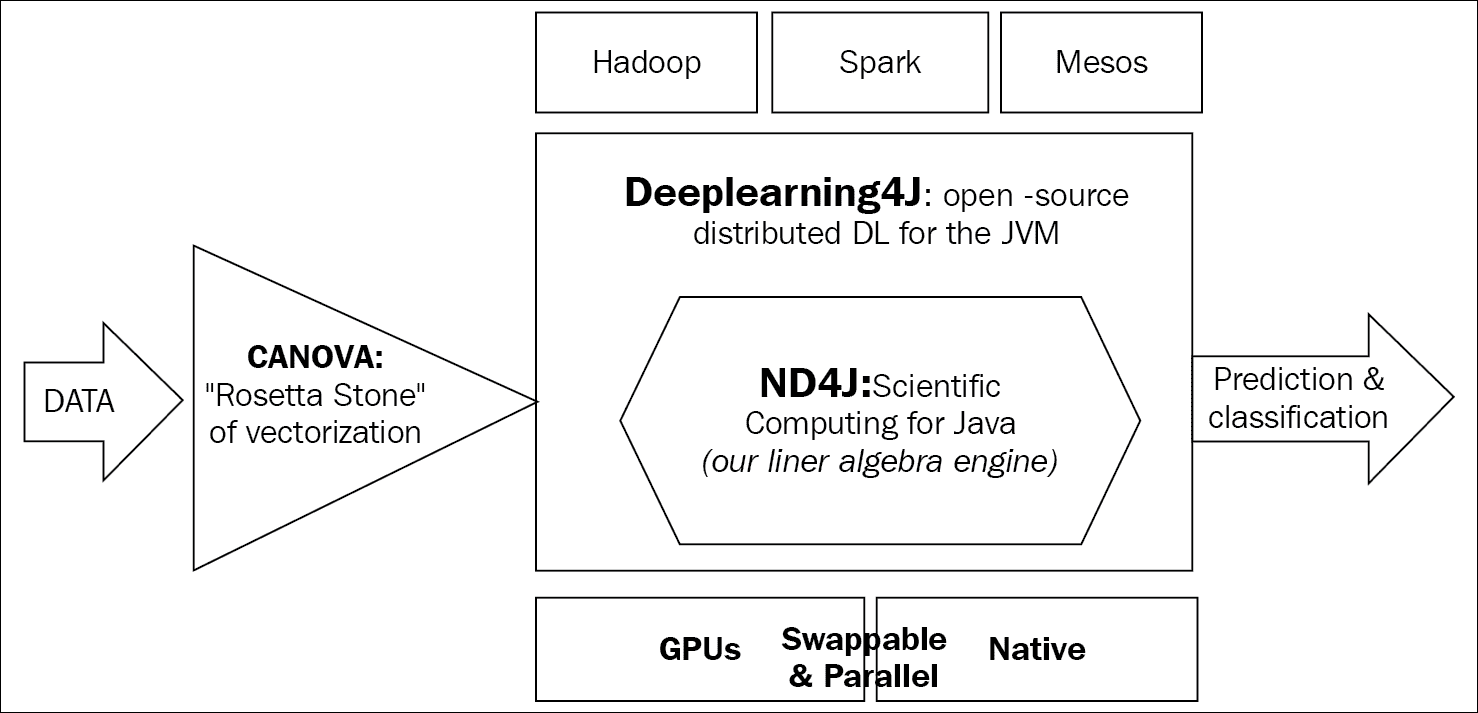 Hadoop
Spark
Mesos
Deeplearning4J: open -source
distributed DL for the JVM
DATA
CANOVA:
"Rosetta Stone"
of vectorization
ND4J:Scientific
Computing for Java
(our liner algebra engine)
Prediction &
classification
GPUs
Swappable
& Parallel
Native